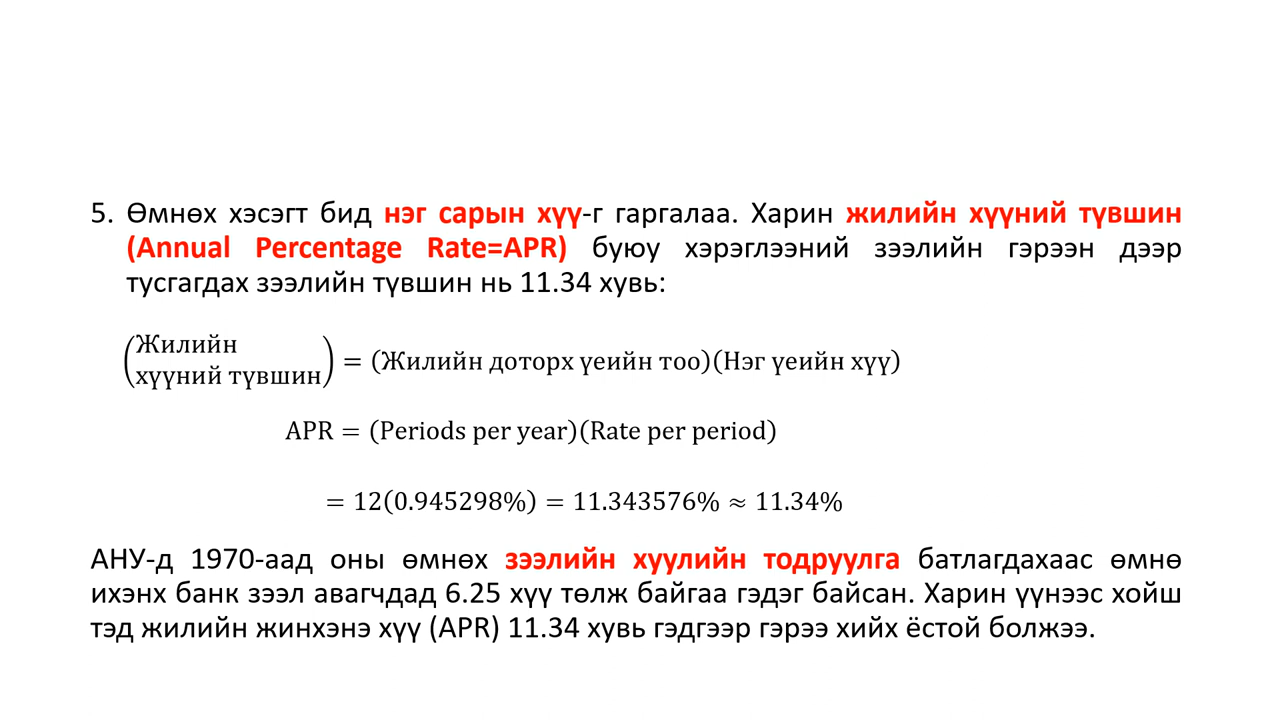 5. Өмнөх хэсэгт бид нэг сарын хүү-г гаргалаа. Харин жилийн хүүний түвшин
(Annual Percentage Rate=APR) буюу хэрэглээний зээлийн гэрээн дээр
тусгагдах зээлийн түвшин нь 11.34 хувь:
(Жилийн
хүүний түвшин) = (Жилийн доторх үеийн тоо)(Нэг үеийн хүү)
APR = (Periods per year)(Rate per period)
= 12(0.945298%) = 11.343576% ≈ 11.34%
АНУ-д 1970-аад оны өмнөх зээлийн хуулийн тодруулга батлагдахаас өмнө
ихэнх банк зээл авагчдад 6.25 хүү төлж байгаа гэдэг байсан. Харин үүнээс хойш
тэд жилийн жинхэнэ хүү (APR) 11.34 хувь гэдгээр гэрээ хийх ёстой болжээ.